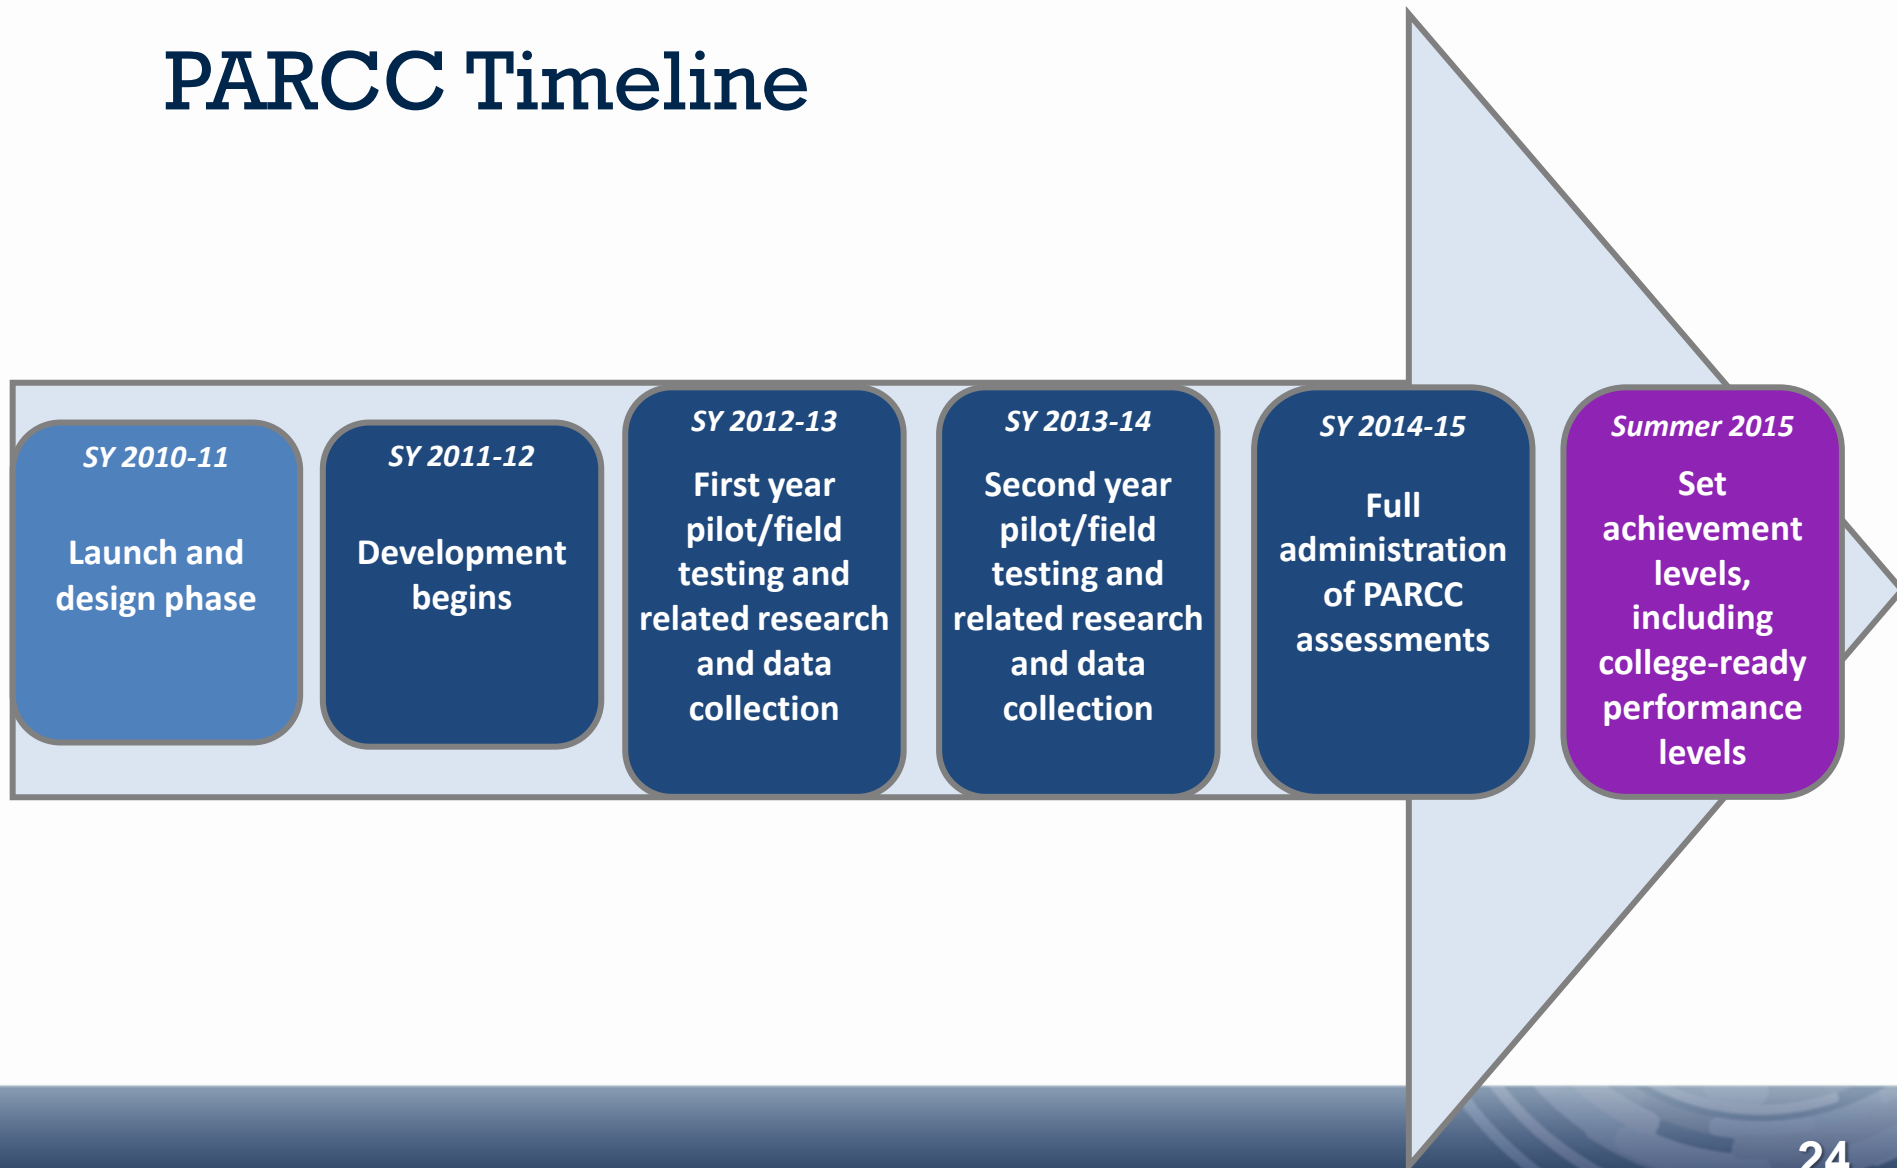 PARCC Timeline
SY 2010-11
Launch and
design phase
SY 2011-12
Development
begins
SY 2012-13
First year
pilot/field
testing and
related research
and data
collection
SY 2013-14
Second year
pilot/field
testing and
related research
and data
collection
SY 2014-15
Full
administration
of PARCC
assessments
Summer 2015
Set
achievement
levels,
including
college-ready
performance
levels
24